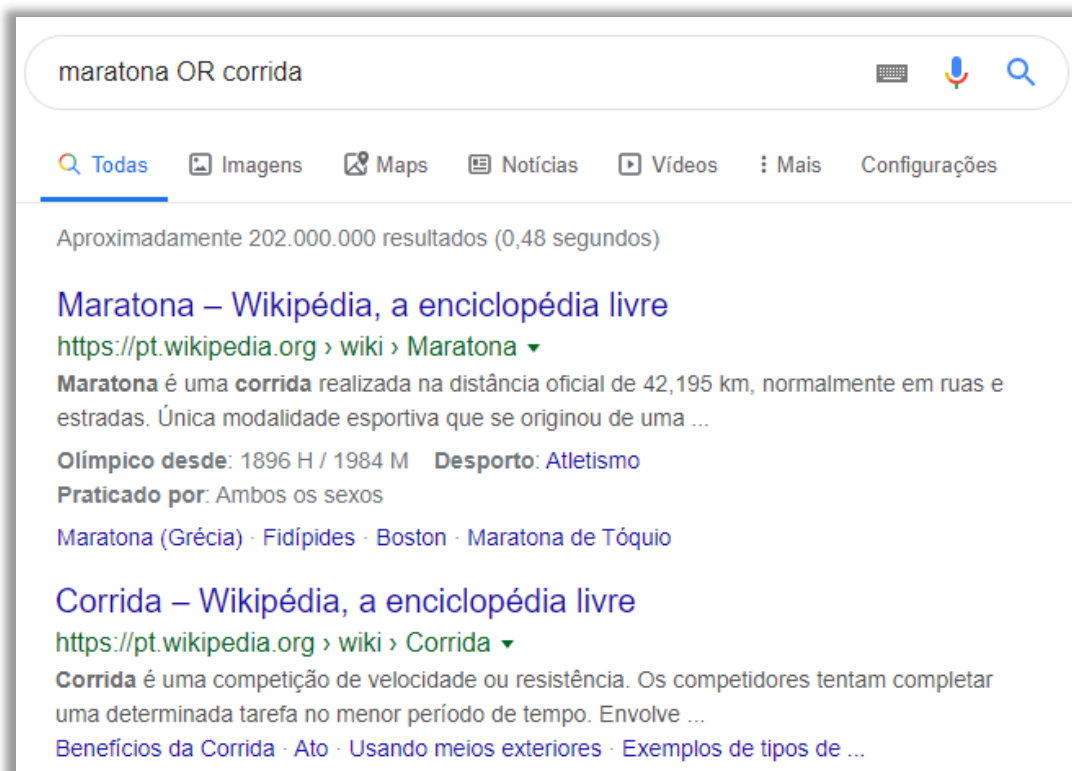 maratona OR corrida
Todas Imagens Maps Notícias Vídeos Mais Configurações
Aproximadamente 202.000.000 resultados (0,48 segundos)
Maratona – Wikipédia, a enciclopédia livre
https://pt.wikipedia.org › wiki › Maratona
Maratona é uma corrida realizada na distância oficial de 42,195 km, normalmente em ruas e
estradas. Única modalidade esportiva que se originou de uma ...
Olímpico desde: 1896 H / 1984 M Desporto: Atletismo
Praticado por: Ambos os sexos
Maratona (Grécia) · Fidípides · Boston · Maratona de Tóquio
Corrida – Wikipédia, a enciclopédia livre
https://pt.wikipedia.org › wiki › Corrida
Corrida é uma competição de velocidade ou resistência. Os competidores tentam completar
uma determinada tarefa no menor período de tempo. Envolve ...
Benefícios da Corrida · Ato · Usando meios exteriores · Exemplos de tipos de ...